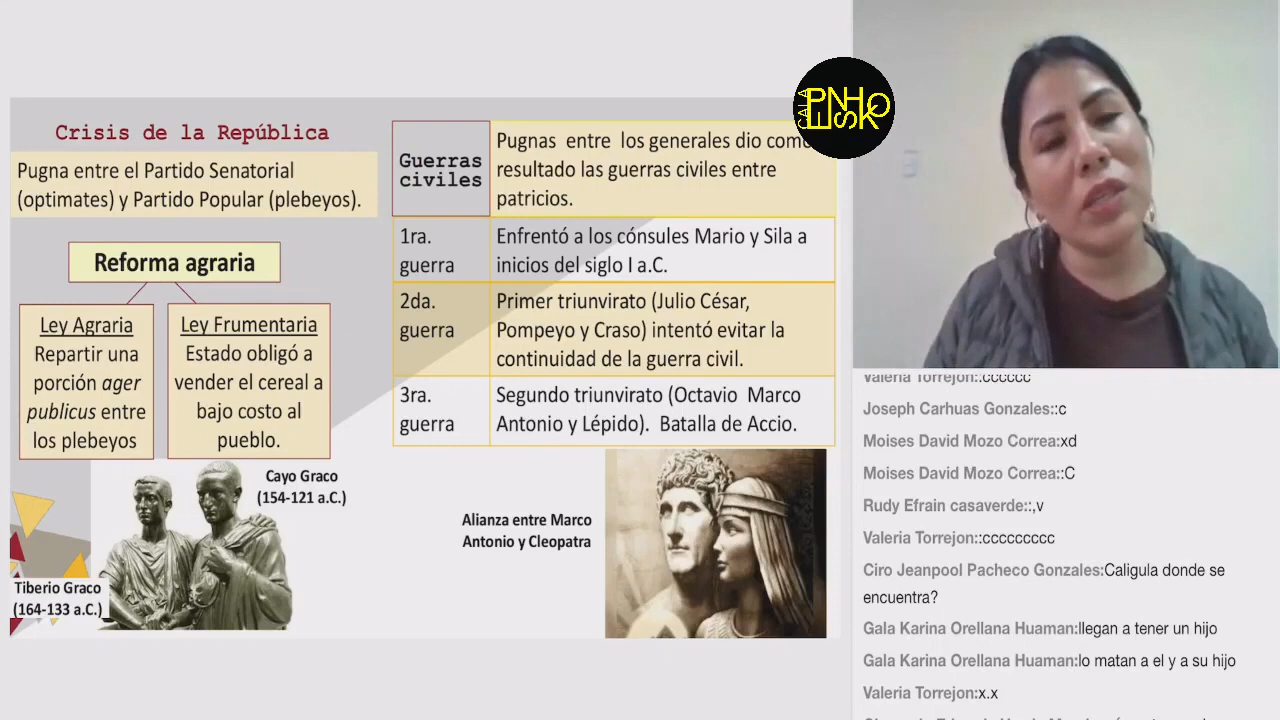 Crisis de la República
Pugna entre el Partido Senatorial
(optimates) y Partido Popular (plebeyos).
Reforma agraria
Ley Agraria
Repartir una
porción ager
publicus entre
los plebeyos
Ley Frumentaria
Estado obligó a
vender el cereal a
bajo costo al
pueblo.
Cayo Graco
(154-121 a.C.)
Tiberio Graco
(164-133 a.C.)
Guerras
civiles
Pugnas entre los generales dio como
resultado las guerras civiles entre
patricios.
1ra.
guerra
Enfrentó a los cónsules Mario y Sila a
inicios del siglo I a.C.
2da.
guerra
Primer triunvirato (Julio César,
Pompeyo y Craso) intentó evitar la
continuidad de la guerra civil.
3ra.
guerra
Segundo triunvirato (Octavio Marco
Antonio y Lépido). Batalla de Accio.
Alianza entre Marco
Antonio y Cleopatra
Valeria Torrejon::cccccc
Joseph Carhuas Gonzales::c
Moises David Mozo Correa:xd
Moises David Mozo Correa::C
Rudy Efrain casaverde::,v
Valeria Torrejon::ccccccccc
Ciro Jeanpool Pacheco Gonzales:Caligula donde se
encuentra?
Gala Karina Orellana Huaman:llegan a tener un hijo
Gala Karina Orellana Huaman:lo matan a el y a su hijo
Valeria Torrejon:x.x